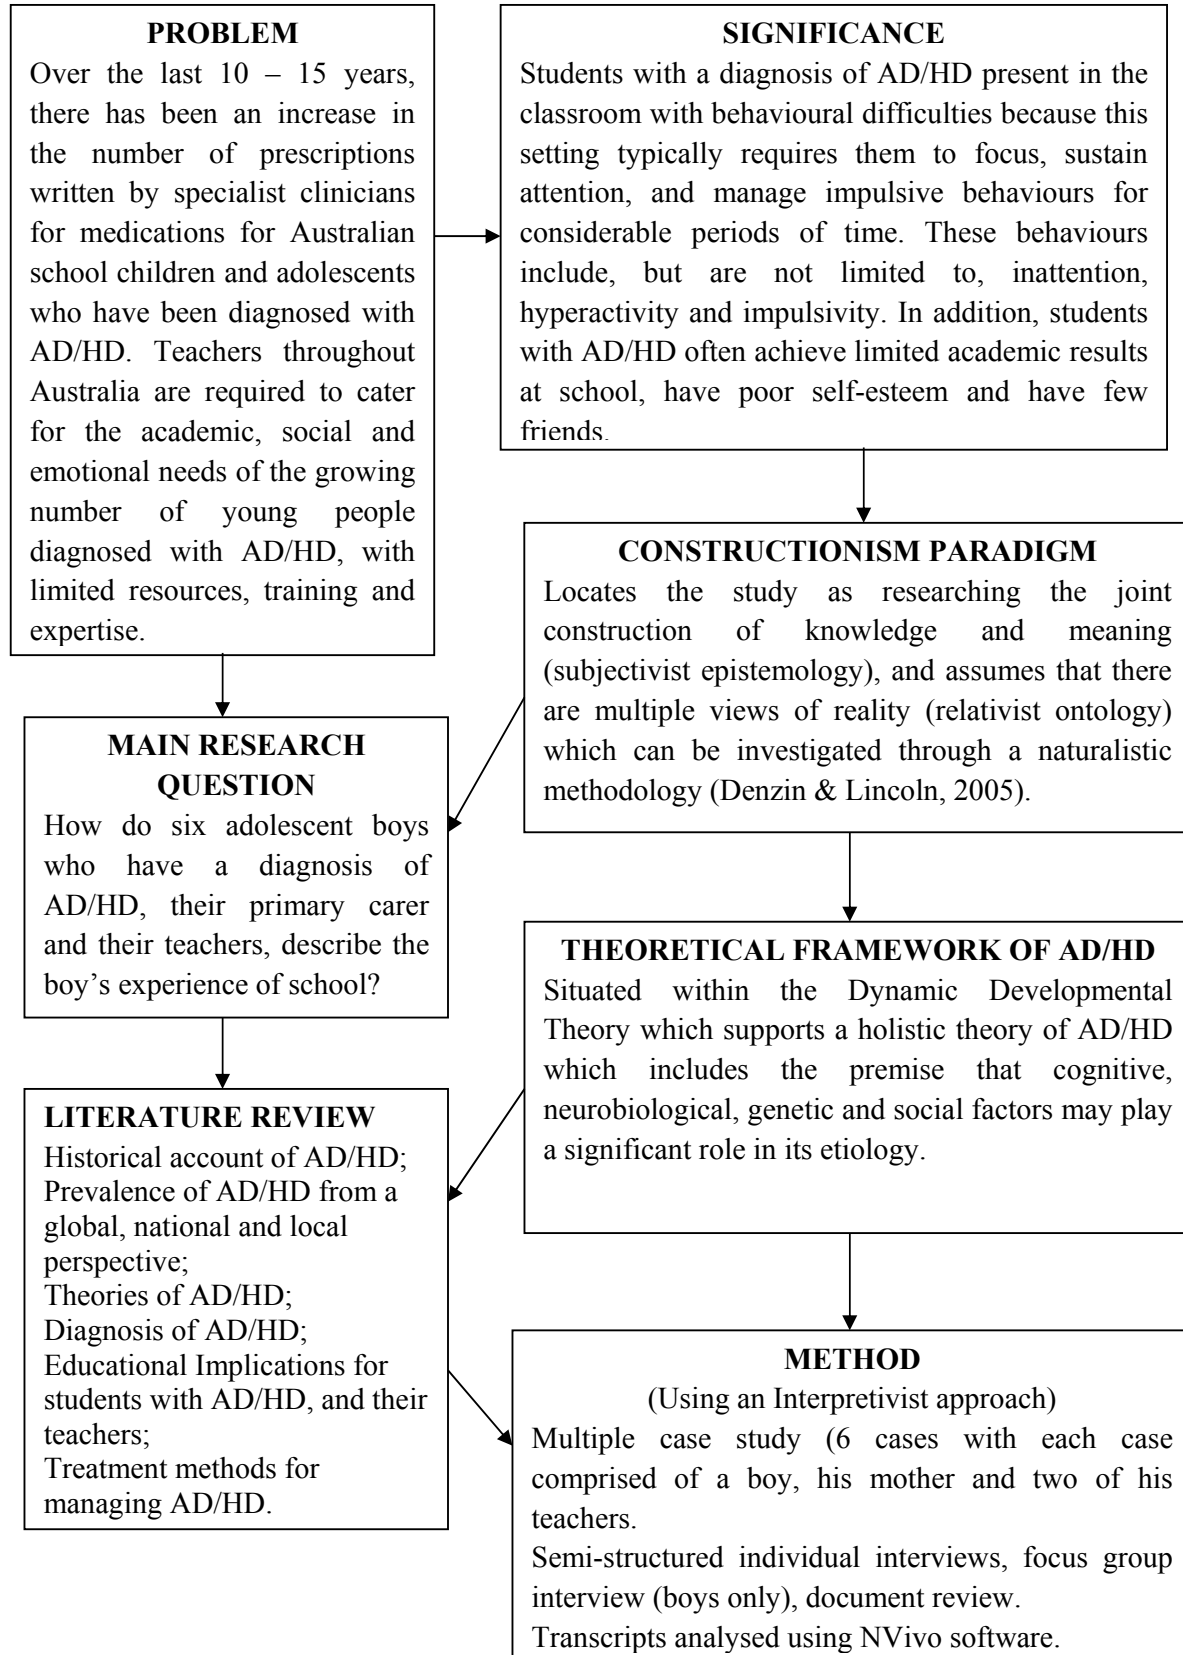 PROBLEM
Over the last 10 – 15 years,
there has been an increase in
the number of prescriptions
written by specialist clinicians
for medications for Australian
school children and adolescents
who have been diagnosed with
AD/HD. Teachers throughout
Australia are required to cater
for the academic, social and
emotional needs of the growing
number of young people
diagnosed with AD/HD, with
limited resources, training and
expertise.
SIGNIFICANCE
Students with a diagnosis of AD/HD present in the
classroom with behavioural difficulties because this
setting typically requires them to focus, sustain
attention, and manage impulsive behaviours for
considerable periods of time. These behaviours
include, but are not limited to, inattention,
hyperactivity and impulsivity. In addition, students
with AD/HD often achieve limited academic results
at school, have poor self-esteem and have few
friends.
CONSTRUCTIONISM PARADIGM
Locates the study as researching the joint
construction of knowledge and meaning
(subjectivist epistemology), and assumes that there
are multiple views of reality (relativist ontology)
which can be investigated through a naturalistic
methodology (Denzin & Lincoln, 2005).
MAIN RESEARCH
QUESTION
How do six adolescent boys
who have a diagnosis of
AD/HD, their primary carer
and their teachers, describe the
boy's experience of school?
THEORETICAL FRAMEWORK OF AD/HD
Situated within the Dynamic Developmental
Theory which supports a holistic theory of AD/HD
which includes the premise that cognitive,
neurobiological, genetic and social factors may play
a significant role in its etiology.
LITERATURE REVIEW
Historical account of AD/HD;
Prevalence of AD/HD from a
global, national and local
perspective;
Theories of AD/HD;
Diagnosis of AD/HD;
Educational Implications for
students with AD/HD, and their
teachers;
Treatment methods for
managing AD/HD.
METHOD
(Using an Interpretivist approach)
Multiple case study (6 cases with each case
comprised of a boy, his mother and two of his
teachers.
Semi-structured individual interviews, focus group
interview (boys only), document review.
Transcripts analysed using NVivo software.